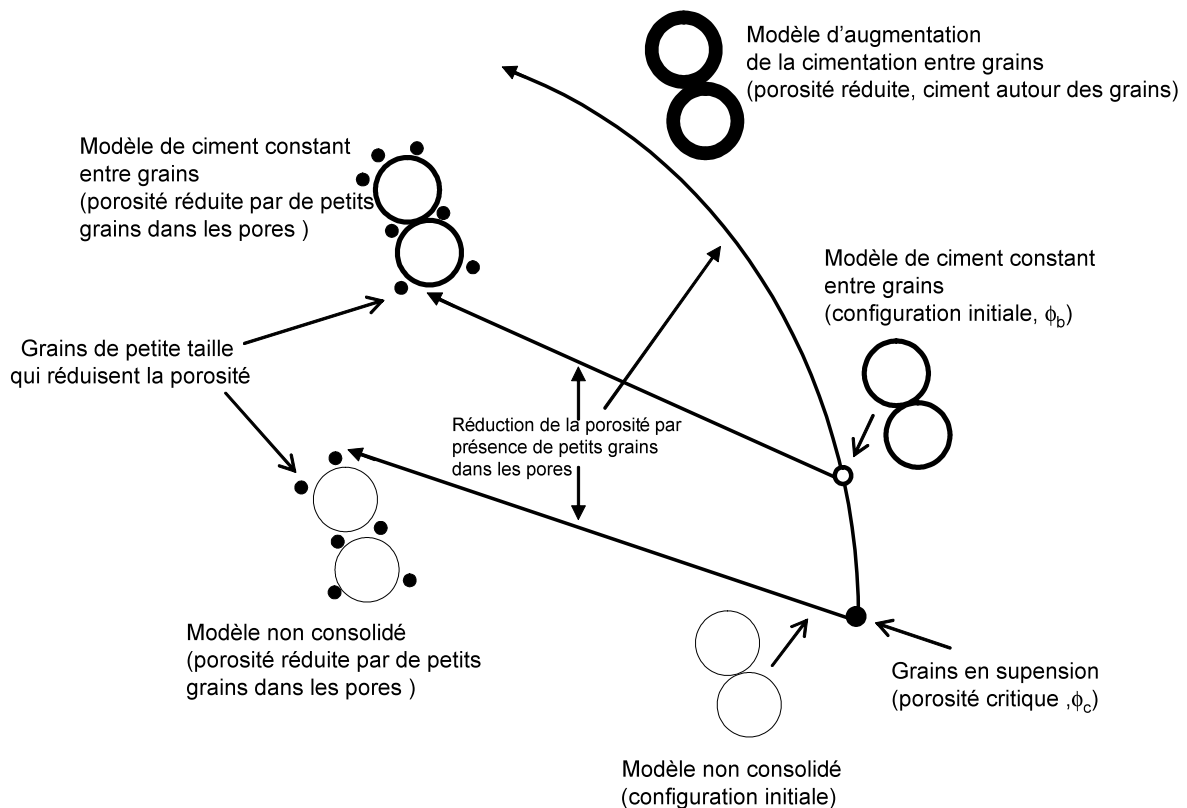 Modèle d'augmentation
de la cimentation entre grains
(porosité réduite, ciment autour des grains)
Modèle de ciment constant
entre grains
(porosité réduite par de petits
grains dans les pores )
Modèle de ciment constant
entre grains
(configuration initiale, ϕb)
Grains de petite taille
qui réduisent la porosité
Réduction de la porosité par
présence de petits grains
dans les pores
Modèle non consolidé
(porosité réduite par de petits
grains dans les pores )
Grains en supension
(porosité critique ,ϕc)
Modèle non consolidé
(configuration initiale)